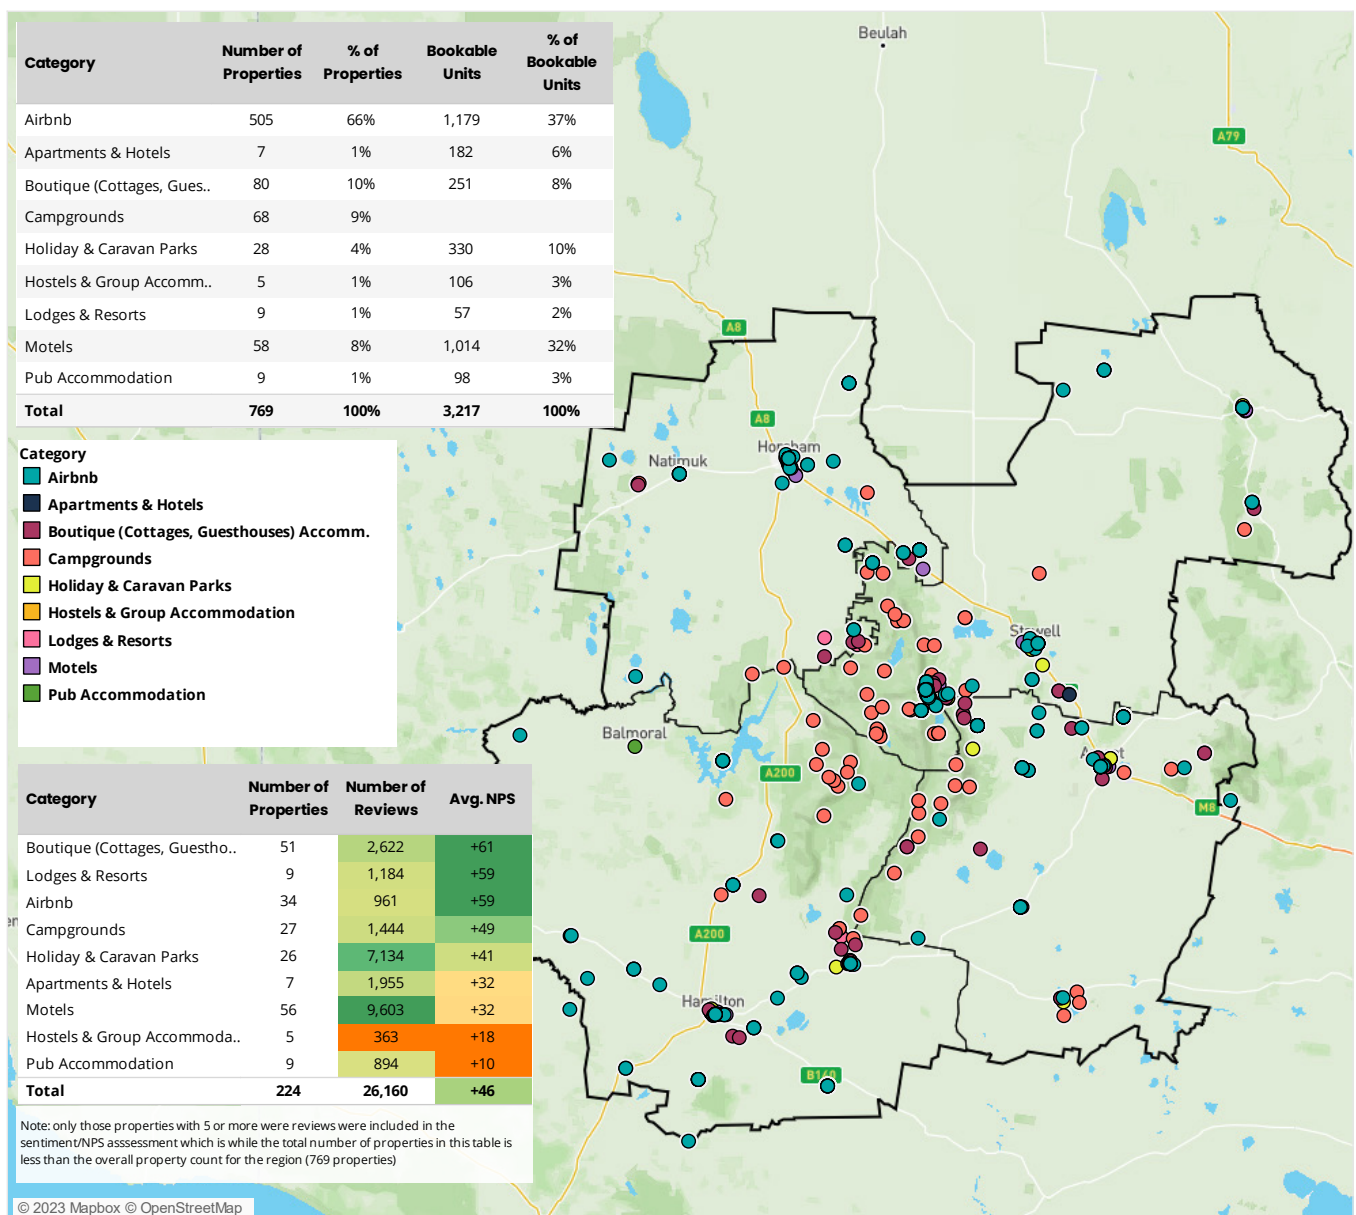 Category Number of Properties % of Properties Bookable Units % of Bookable Units
Airbnb 505 66% 1,179 37%
Apartments & Hotels 7 1% 182 6%
Boutique (Cottages, Gues.. 80 10% 251 8%
Campgrounds 68 9%
Holiday & Caravan Parks 28 4% 330 10%
Hostels & Group Accomm.. 5 1% 106 3%
Lodges & Resorts 9 1% 57 2%
Motels 58 8% 1,014 32%
Pub Accommodation 9 1% 98 3%
Total 769 100% 3,217 100%
Category
Airbnb
Apartments & Hotels
Boutique (Cottages, Guesthouses) Accomm.
Campgrounds
Holiday & Caravan Parks
Hostels & Group Accommodation
Lodges & Resorts
Motels
Pub Accommodation
Beulah
A79
A8
A8
Horsham
Natimuk
Stawell
Balmoral
A200
M8
A200
Hamilton
B140
Category Number of Properties Number of Reviews Avg. NPS
Boutique (Cottages, Guestho.. 51 2,622 +61
Lodges & Resorts 9 1,184 +59
Airbnb 34 961 +59
Campgrounds 27 1,444 +49
Holiday & Caravan Parks 26 7,134 +41
Apartments & Hotels 7 1,955 +32
Motels 56 9,603 +32
Hostels & Group Accommoda.. 5 363 +18
Pub Accommodation 9 894 +10
Total 224 26,160 +46
Note: only those properties with 5 or more were reviews were included in the
sentiment/NPS asssessment which is while the total number of properties in this table is
less than the overall property count for the region (769 properties)
© 2023 Mapbox © OpenStreetMap